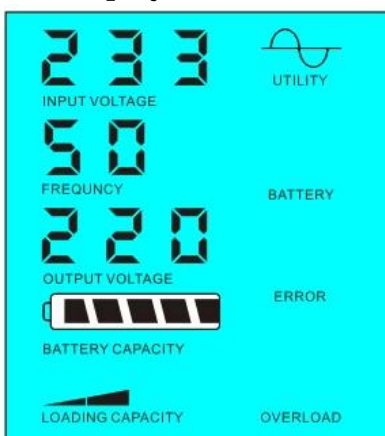 233
UTILITY
INPUT VOLTAGE
50
FREQUNCY
BATTERY
220
OUTPUT VOLTAGE
ERROR
BATTERY CAPACITY
LOADING CAPACITY
OVERLOAD